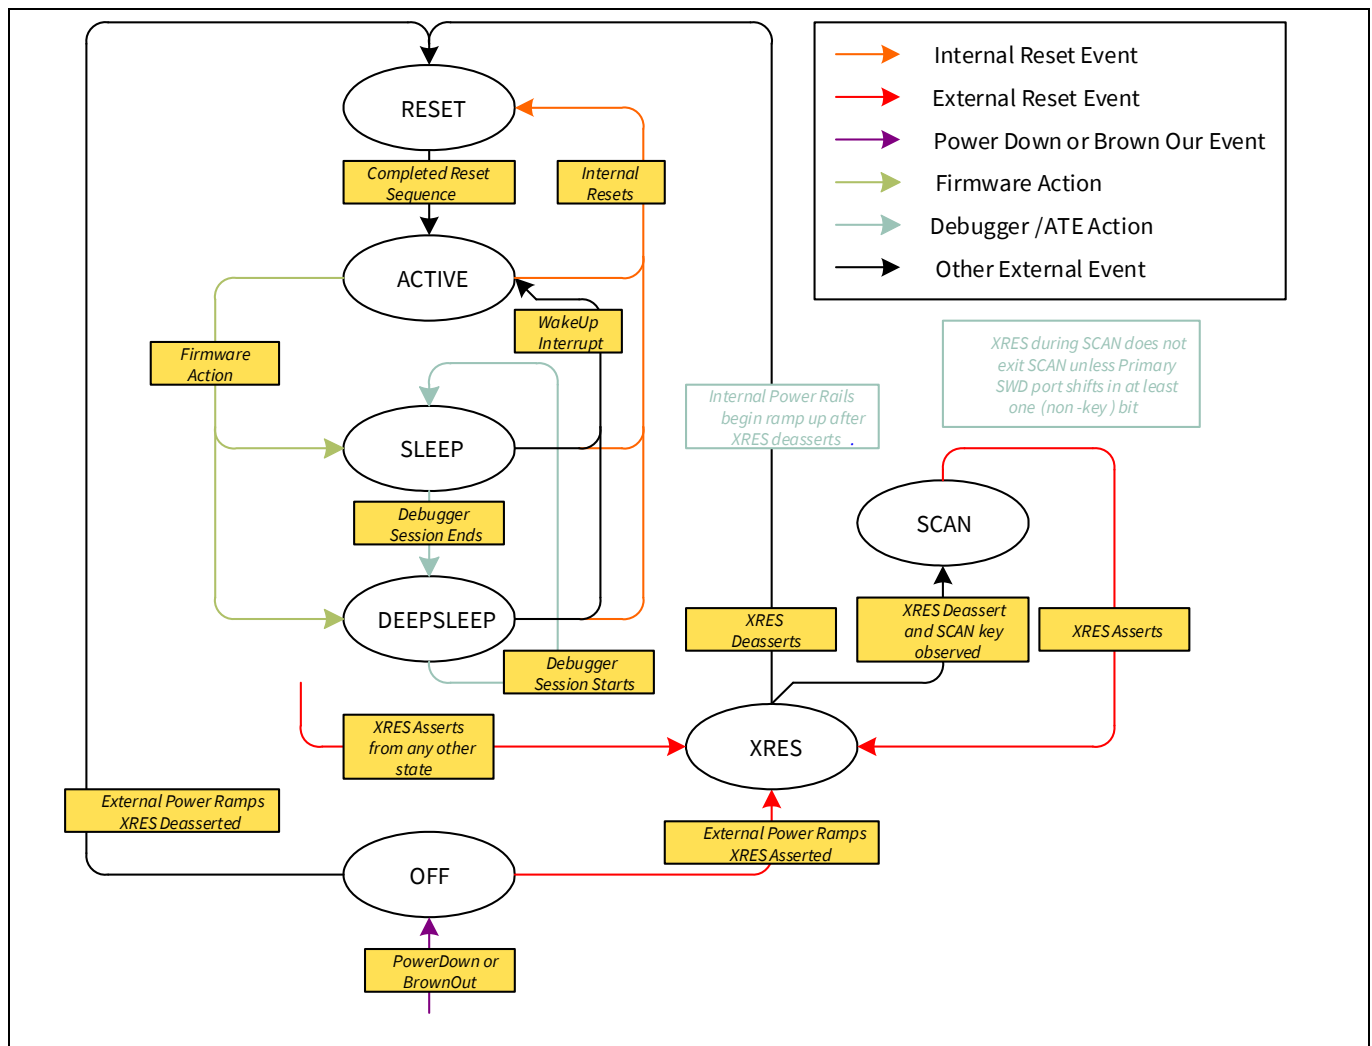 RESET
Completed Reset
Sequence
Internal
Resets
ACTIVE
WakeUp
Interrupt
Firmware
Action
SLEEP
Debugger
Session Ends
DEEPSLEEP
Debugger
Session Starts
Internal Reset Event
External Reset Event
Power Down or Brown Our Event
Firmware Action
Debugger /ATE Action
Other External Event
XRES during SCAN does not
exit SCAN unless Primary
SWD port shifts in at least
one (non -key ) bit
Internal Power Rails
begin ramp up after
XRES deasserts .
SCAN
XRES
Deasserts
XRES Deassert
and SCAN key
observed
XRES Asserts
XRES Asserts
from any other
state
XRES
External Power Ramps
XRES Deasserted
External Power Ramps
XRES Asserted
OFF
PowerDown or
BrownOut